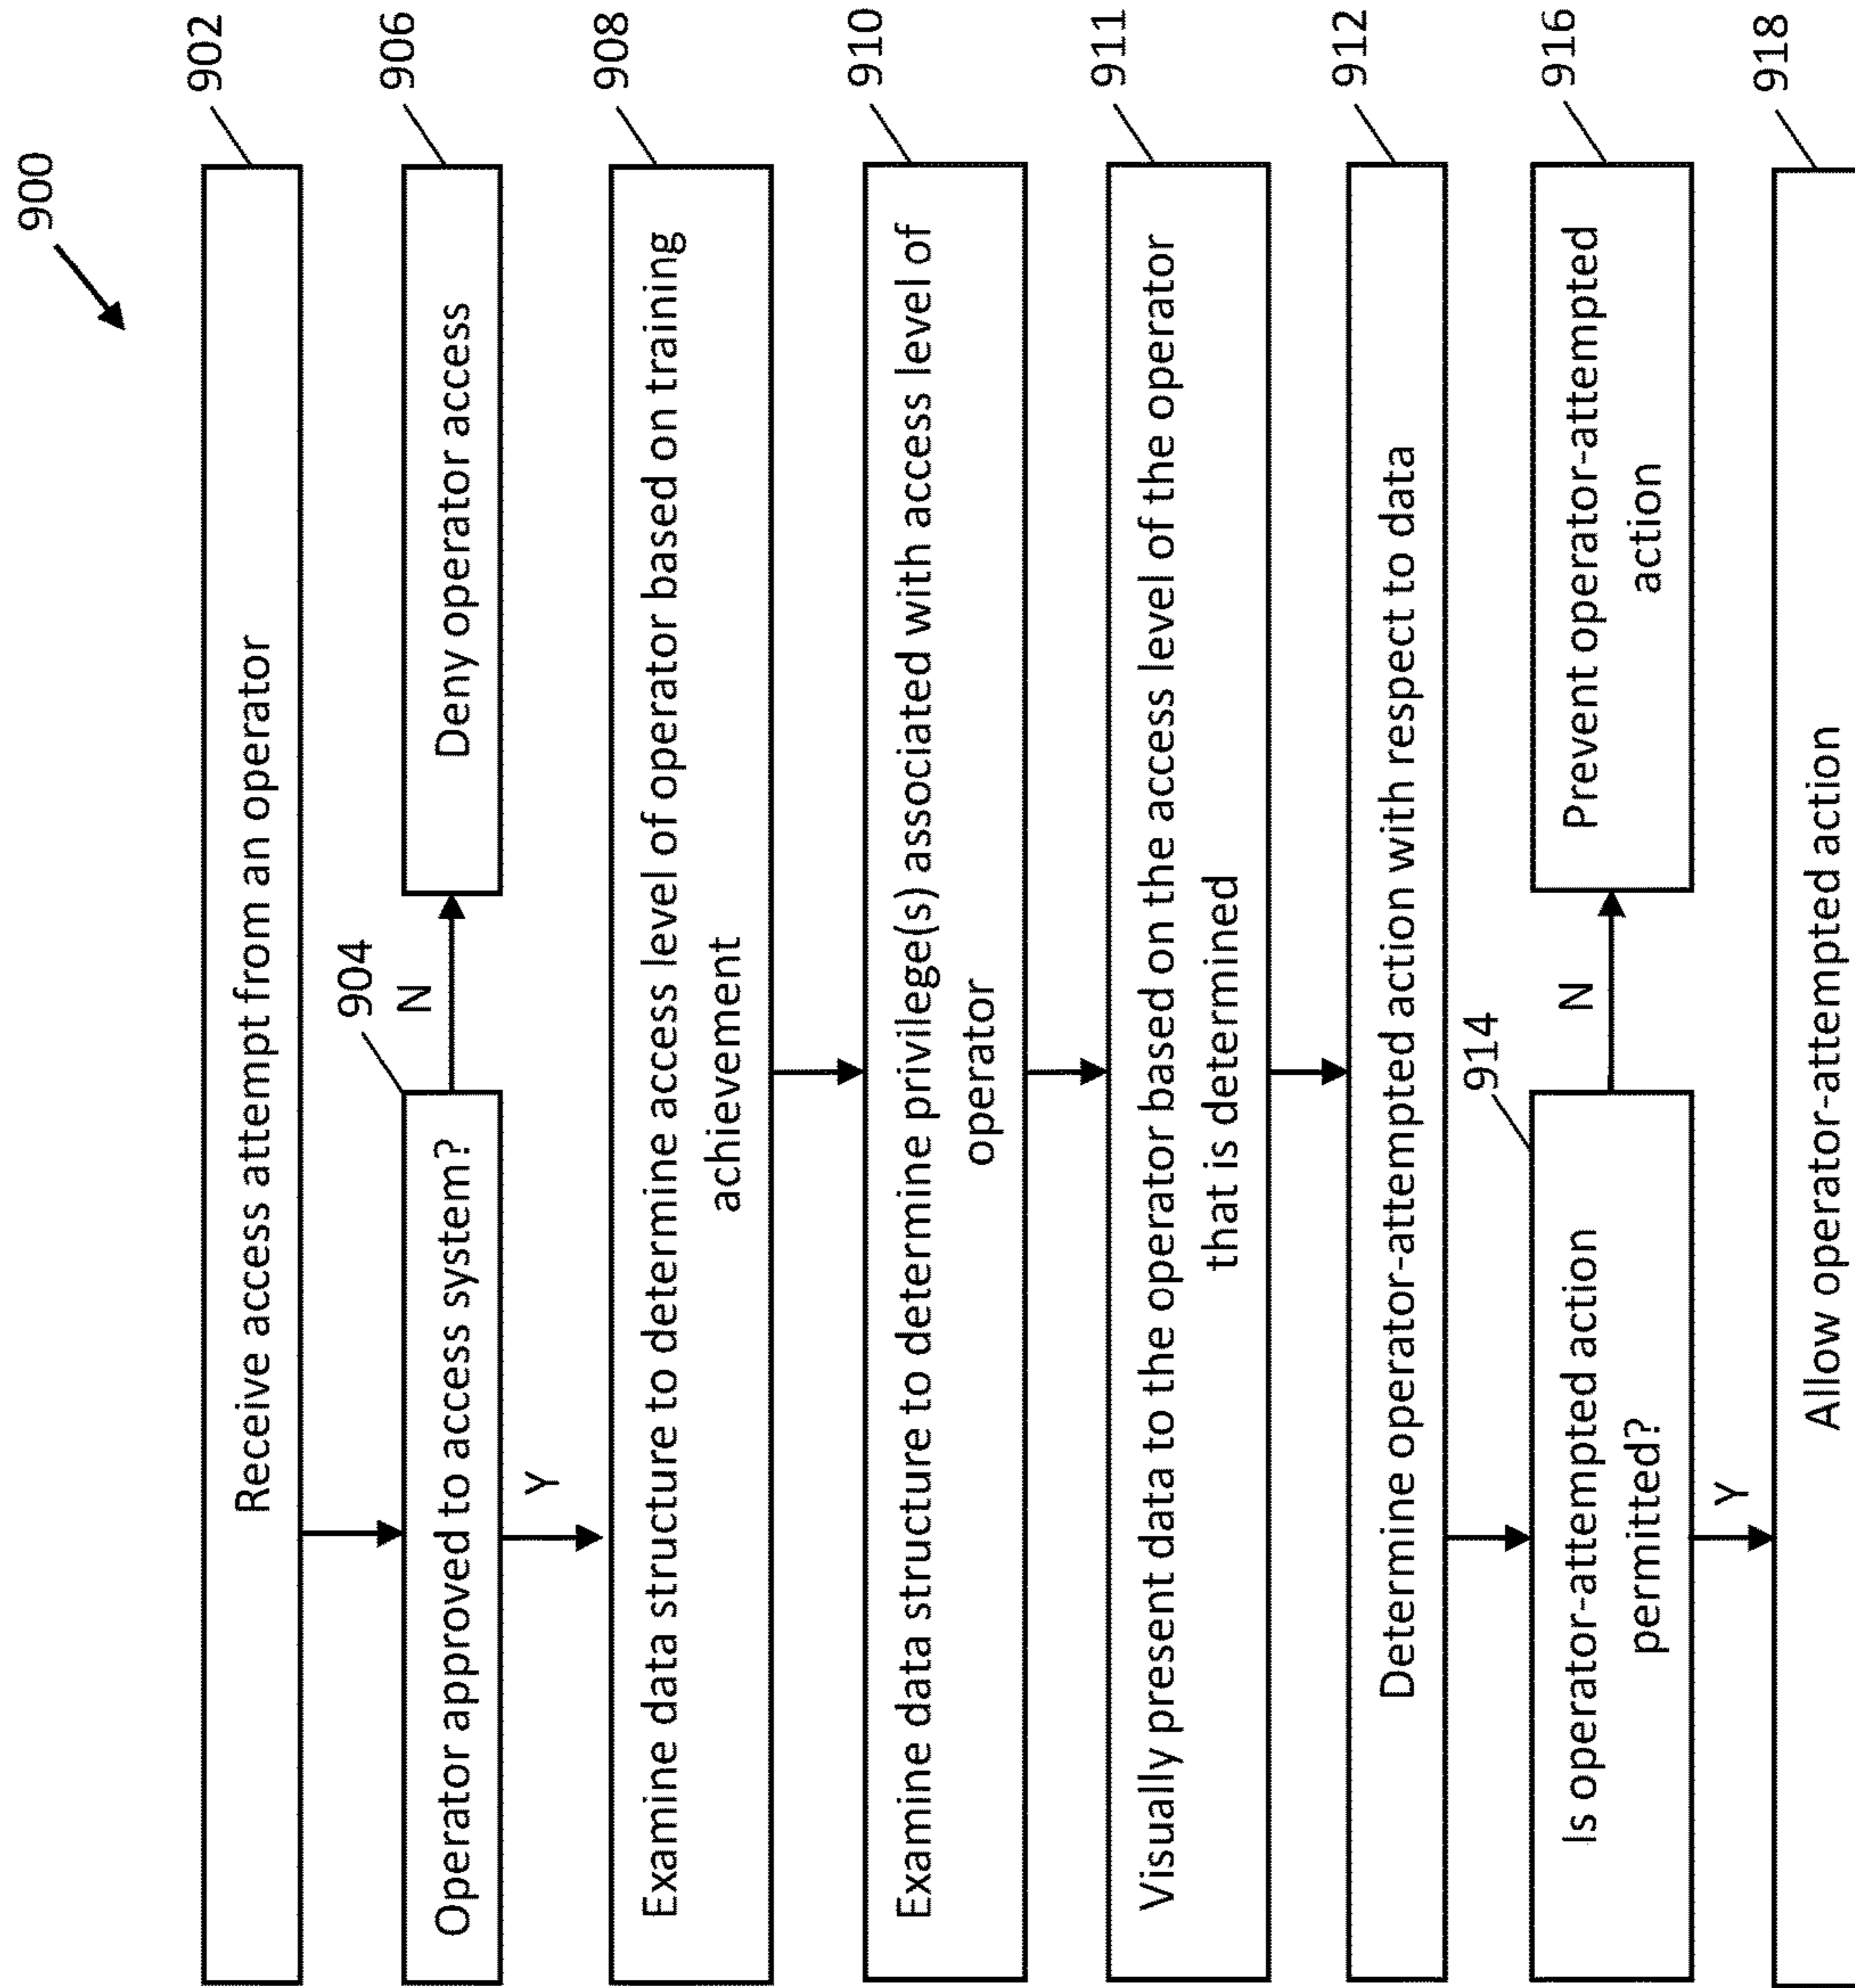 900
Receive access attempt from an operator
902
904
Operator approved to access system?
N
Deny operator access
906
Y
Examine data structure to determine access level of operator based on training
achievement
908
Examine data structure to determine privilege(s) associated with access level of
operator
910
Visually present data to the operator based on the access level of the operator
that is determined
911
Determine operator-attempted action with respect to data
912
914
Is operator-attempted action
permitted?
N
Prevent operator-attempted
action
916
Y
Allow operator-attempted action
918